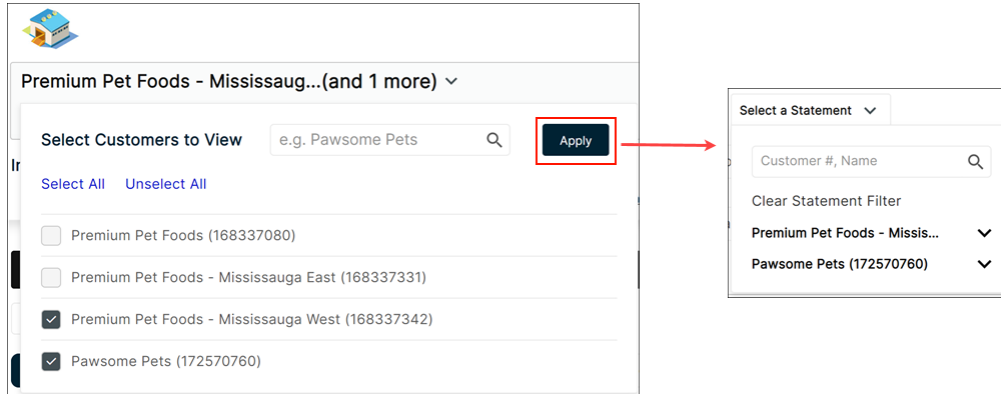 Premium Pet Foods - Mississaug...(and 1 more)
Select Customers to View
e.g. Pawsome Pets
Apply
Select All Unselect All
Premium Pet Foods (168337080)
Premium Pet Foods - Mississauga East (168337331)
Premium Pet Foods - Mississauga West (168337342)
Pawsome Pets (172570760)
Select a Statement
Customer #, Name
Clear Statement Filter
Premium Pet Foods - Missis...
Pawsome Pets (172570760)